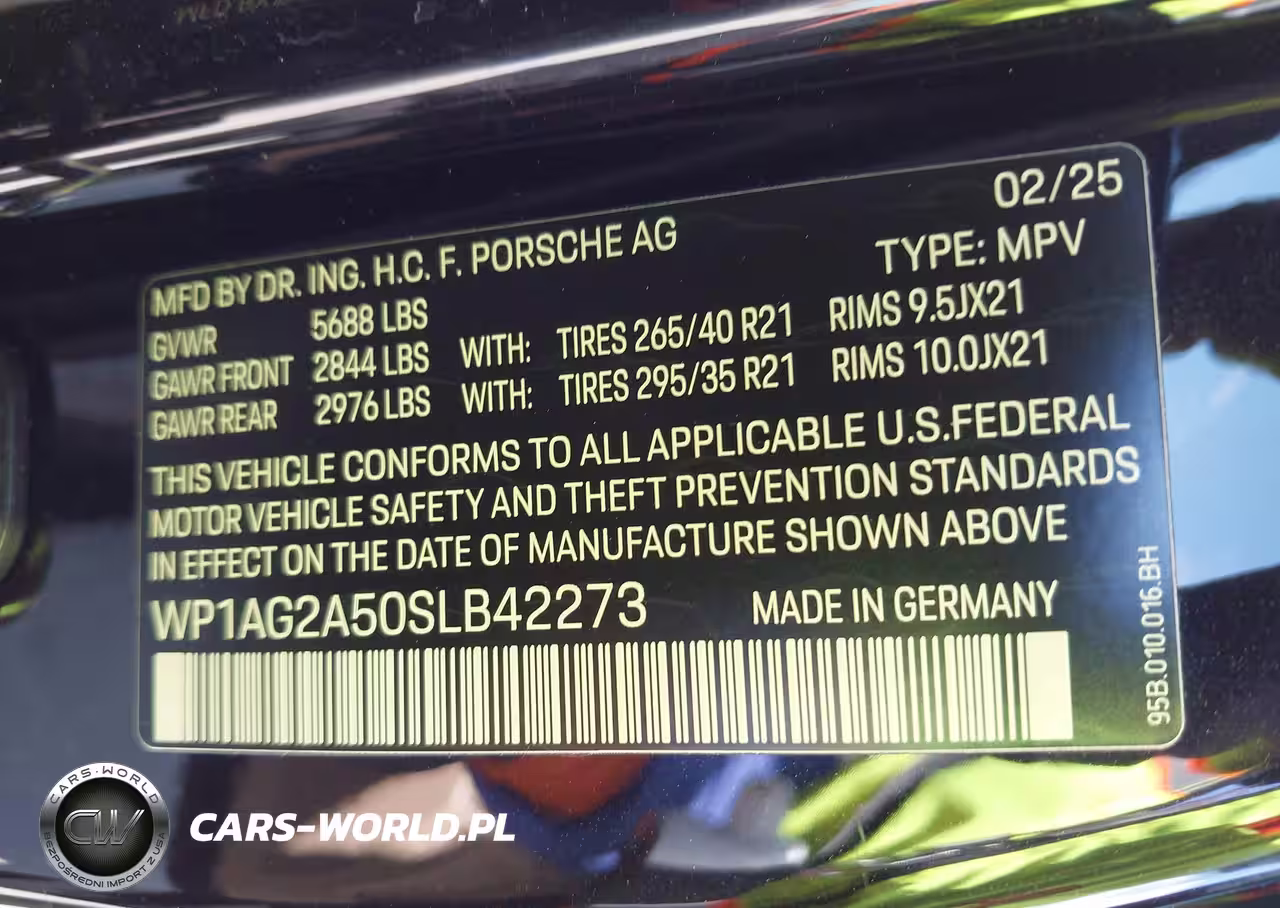 02/25
MFD BY DR. ING. H.C. F. PORSCHE AG
TYPE: MPV
GVWR 5688 LBS
GAWR FRONT 2844 LBS WITH: TIRES 265/40 R21 RIMS 9.5JX21
GAWR REAR 2976 LBS WITH: TIRES 295/35 R21 RIMS 10.0JX21
THIS VEHICLE CONFORMS TO ALL APPLICABLE U.S.FEDERAL
MOTOR VEHICLE SAFETY AND THEFT PREVENTION STANDARDS
IN EFFECT ON THE DATE OF MANUFACTURE SHOWN ABOVE
WP1AG2A50SLB42273 MADE IN GERMANY
95B.010.016.BH
CARS-WORLD
CW
BEZPOŚREDNI IMPORT Z USA
CARS-WORLD.PL